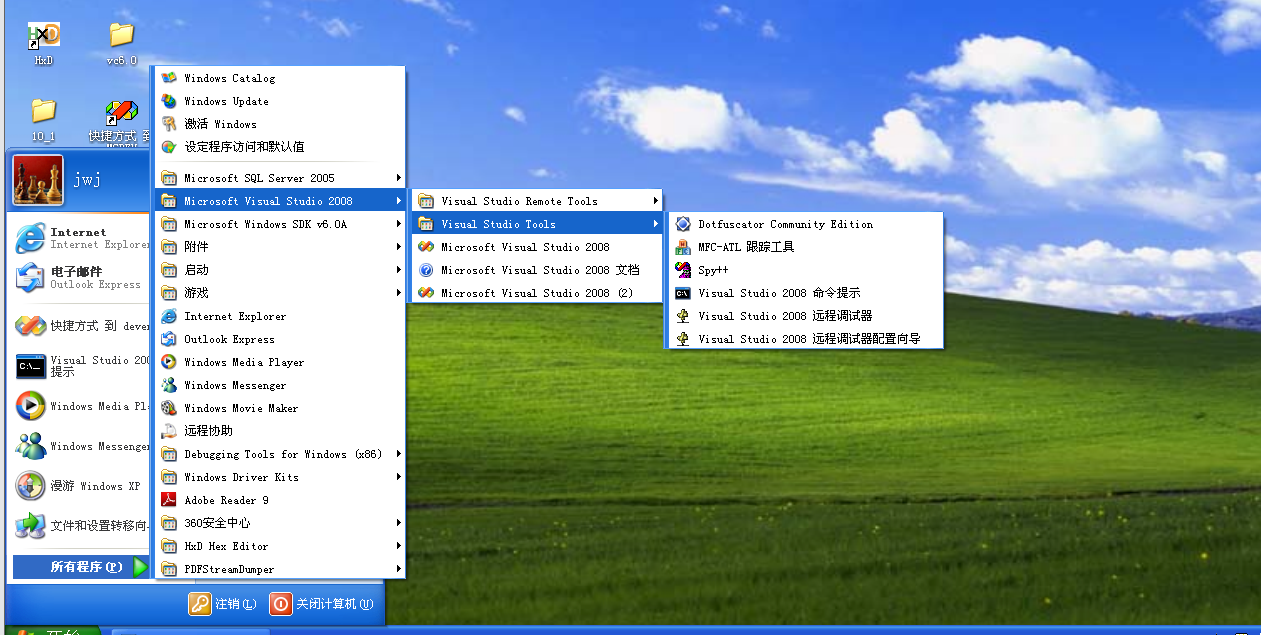 HxD
vc6.0
10_1
快捷方式 到
jwj
Internet
Internet Explorer
电子邮件
Outlook Express
快捷方式 到 deven
Visual Studio 200
提示
Windows Media Pla
Windows Messenger
漫游 Windows XP
文件和设置转移向
所有程序(P)
注销(L)
关闭计算机(U)
开始
Windows Catalog
Windows Update
激活 Windows
设定程序访问和默认值
Microsoft SQL Server 2005
Microsoft Visual Studio 2008
Microsoft Windows SDK v6.0A
附件
启动
游戏
Internet Explorer
Outlook Express
Windows Media Player
Windows Messenger
Windows Movie Maker
远程协助
Debugging Tools for Windows (x86)
Windows Driver Kits
Adobe Reader 9
360安全中心
HxD Hex Editor
PDFStreamDumper
Visual Studio Remote Tools
Visual Studio Tools
Microsoft Visual Studio 2008
Microsoft Visual Studio 2008 文档
Microsoft Visual Studio 2008 (2)
Dotfuscator Community Edition
MFC-ATL 跟踪工具
Spy++
Visual Studio 2008 命令提示
Visual Studio 2008 远程调试器
Visual Studio 2008 远程调试器配置向导